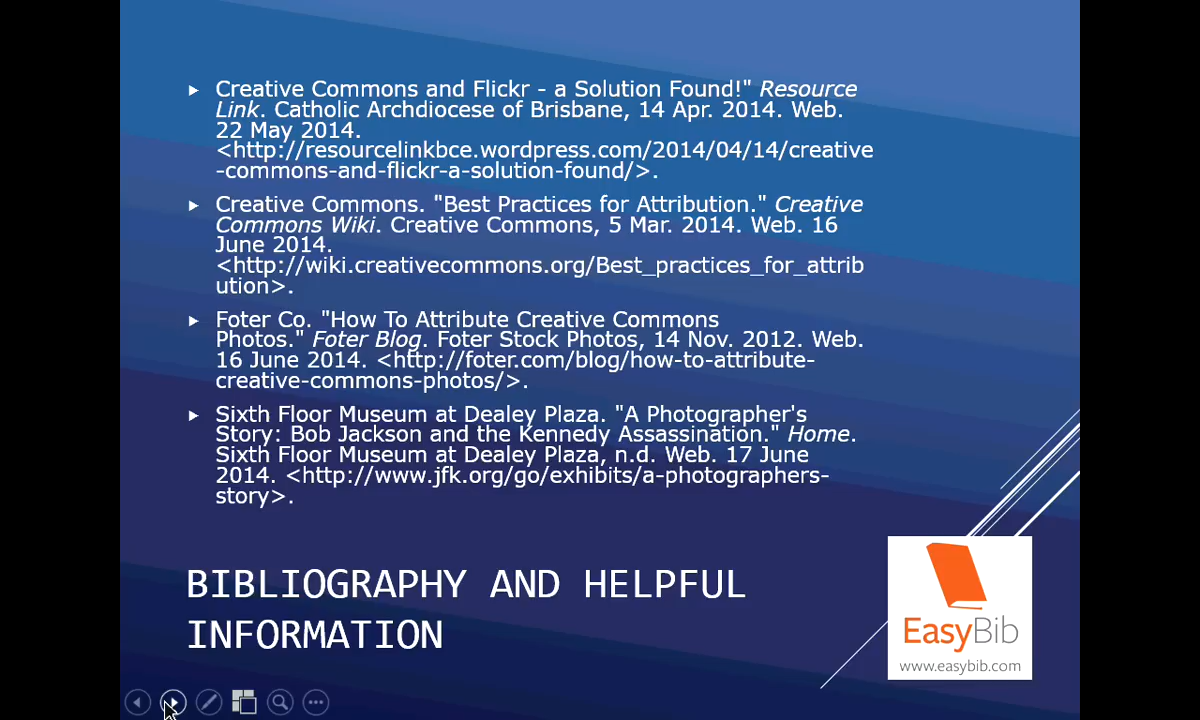 Creative Commons and Flickr - a Solution Found!" Resource
Link. Catholic Archdiocese of Brisbane, 14 Apr. 2014. Web.
22 May 2014.
<http://resourcelinkbce.wordpress.com/2014/04/14/creative
-commons-and-flickr-a-solution-found/>.
Creative Commons. "Best Practices for Attribution." Creative
Commons Wiki. Creative Commons, 5 Mar. 2014. Web. 16
June 2014.
<http://wiki.creativecommons.org/Best_practices_for_attrib
ution>.
Foter Co. "How To Attribute Creative Commons
Photos." Foter Blog. Foter Stock Photos, 14 Nov. 2012. Web.
16 June 2014. <http://foter.com/blog/how-to-attribute-
creative-commons-photos/>.
Sixth Floor Museum at Dealey Plaza. "A Photographer's
Story: Bob Jackson and the Kennedy Assassination." Home.
Sixth Floor Museum at Dealey Plaza, n.d. Web. 17 June
2014. <http://www.jfk.org/go/exhibits/a-photographers-
story>.
BIBLIOGRAPHY AND HELPFUL
INFORMATION
EasyBib
www.easybib.com